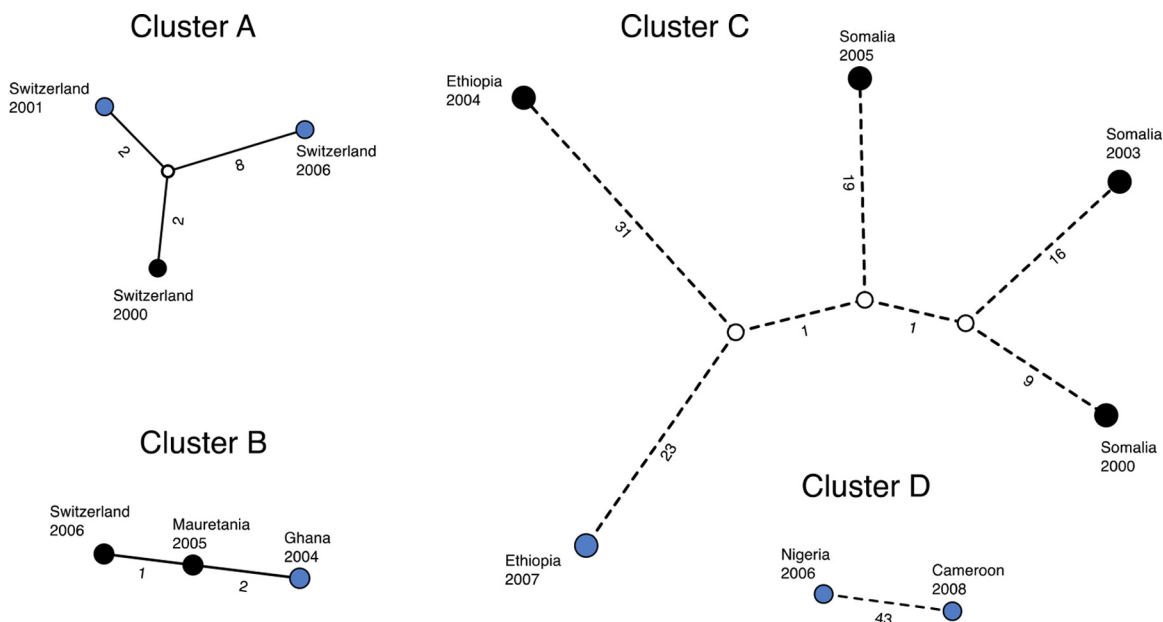 Cluster A
Switzerland
2001
2
8
Switzerland
2006
2
Switzerland
2000
Cluster B
Switzerland
2006
Mauretania
2005
Ghana
2004
1
2
Cluster C
Ethiopia
2004
Somalia
2005
Somalia
2003
31
19
16
1
1
9
23
Somalia
2000
Ethiopia
2007
Cluster D
Nigeria
2006
Cameroon
2008
43